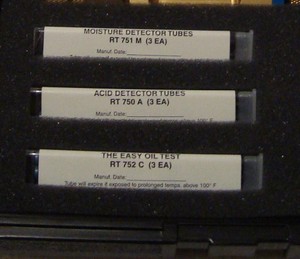 MOISTURE DETECTOR TUBES
RT 751 M (3 EA)
Manuf. Date:
ACID DETECTOR TUBES
RT 750 A (3 EA)
Manuf. Date:
THE EASY OIL TEST
RT 752 C (3 EA)
Manuf. Date:
Tube will expire if exposed to prolonged temps. above 100° F